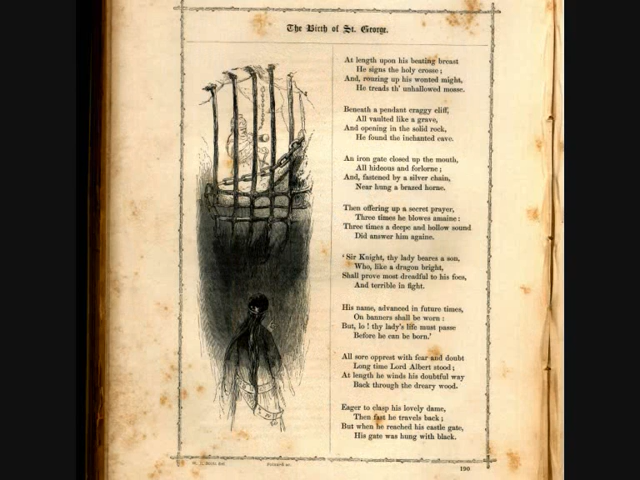 The Birth of St. George.
At length upon his beating breast
He signs the holy crosse;
And, rouzing up his wonted might,
He treads th' unhallowed mosse.
Beneath a pendant craggy cliff,
All vaulted like a grave,
And opening in the solid rock,
He found the inchanted cave.
An iron gate closed up the mouth,
All hideous and forlorne;
And, fastened by a silver chain,
Near hung a brazed horne.
Then offering up a secret prayer,
Three times he blowes amaine:
Three times a deepe and hollow sound
Did answer him againe.
'Sir Knight, thy lady beares a son,
Who, like a dragon bright,
Shall prove most dreadful to his foes,
And terrible in fight.
His name, advanced in future times,
On banners shall be worn:
But, lo! thy lady's life must passe
Before he can be born.'
All sore opprest with fear and doubt
Long time Lord Albert stood;
At length he winds his doubtful way
Back through the dreary wood.
Eager to clasp his lovely dame,
Then fast he travels back;
But when he reached his castle gate,
His gate was hung with black.
190